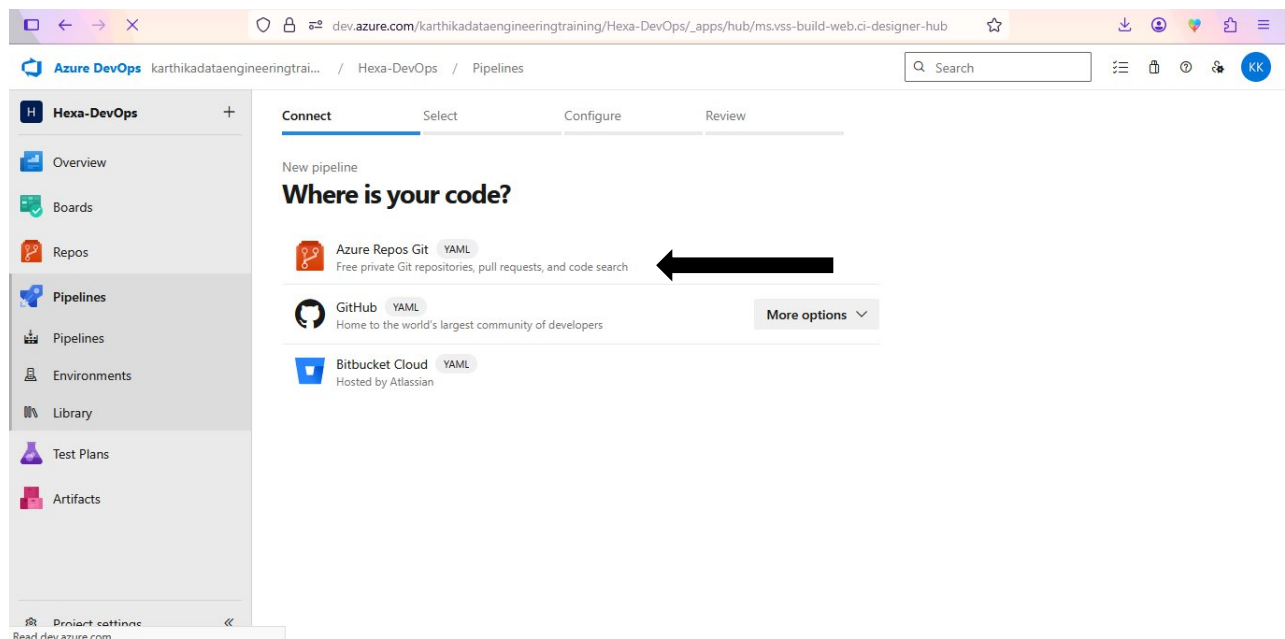 dev.azure.com/karthikadataengineeringtraining/Hexa-DevOps/_apps/hub/ms.vss-build-web.ci-designer-hub
Azure DevOps karthikadataengineeringtrai... / Hexa-DevOps / Pipelines
Search
KK
H Hexa-DevOps +
Connect Select Configure Review
Overview
Boards
Repos
Pipelines
Pipelines
Environments
Library
Test Plans
Artifacts
Project settings
Read dev.azure.com
New pipeline
Where is your code?
Azure Repos Git YAML
Free private Git repositories, pull requests, and code search
GitHub YAML
Home to the world's largest community of developers
More options
Bitbucket Cloud YAML
Hosted by Atlassian